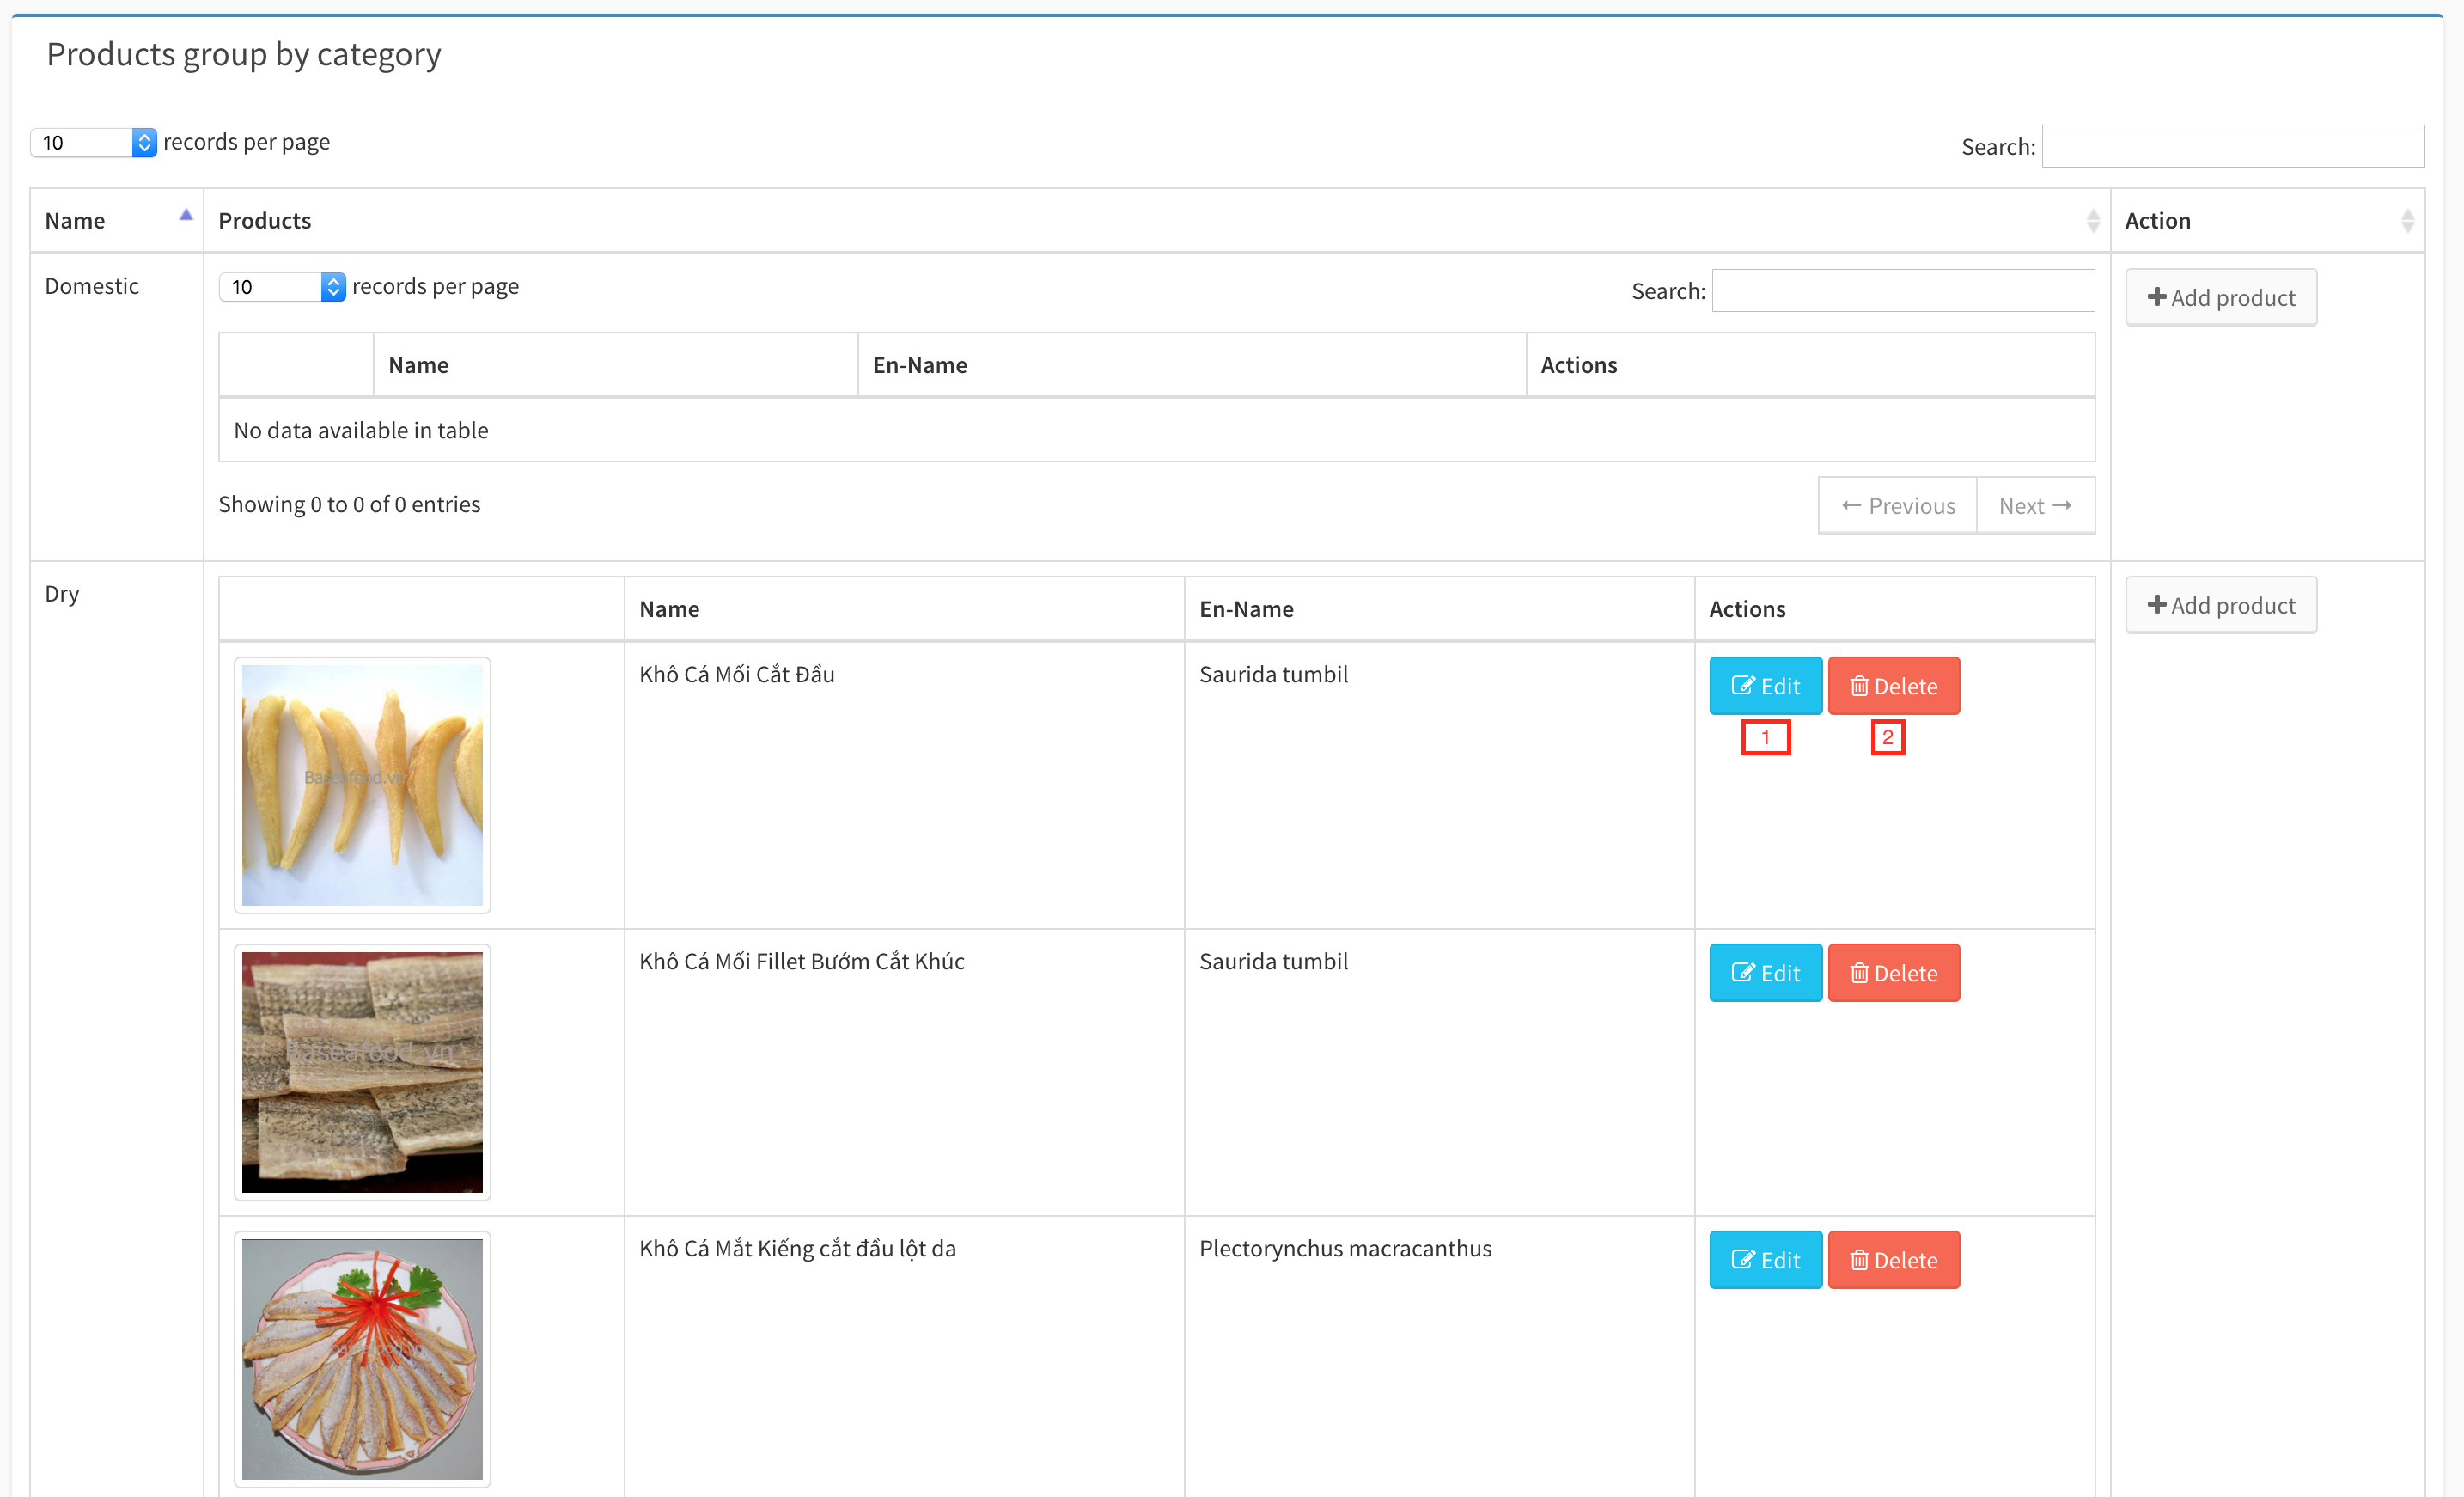 Products group by category
10 records per page
Search:
Name Products Action
Domestic
10 records per page
Search:
Add product
Name En-Name Actions
No data available in table
Showing 0 to 0 of 0 entries
← Previous Next →
Dry
Name En-Name Actions
Add product
Khô Cá Mối Cắt Đầu Saurida tumbil Edit Delete
1 2
Baseafood.vn
Khô Cá Mối Fillet Bướm Cắt Khúc Saurida tumbil Edit Delete
Baseafood.vn
Khô Cá Mắt Kiếng cắt đầu lột da Plectorynchus macracanthus Edit Delete
baseafood.vn